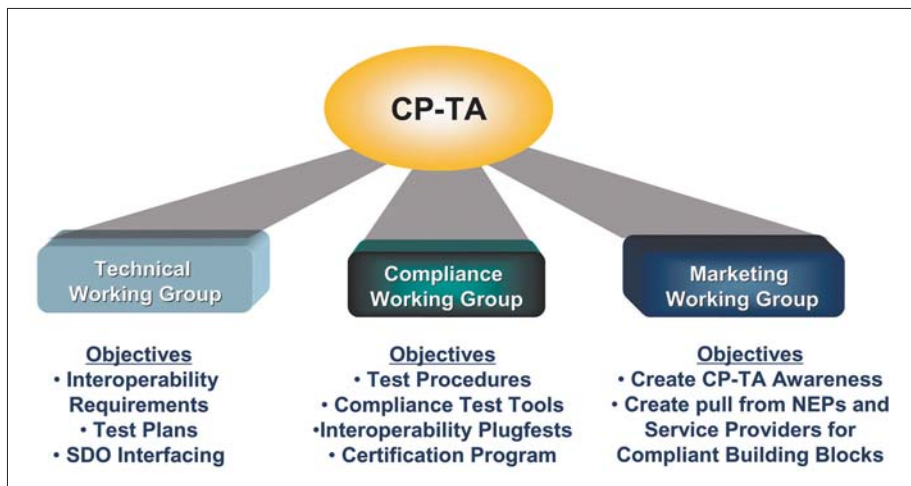 CP-TA
Technical
Working Group
Compliance
Working Group
Marketing
Working Group
Objectives
• Interoperability
Requirements
• Test Plans
• SDO Interfacing
Objectives
• Test Procedures
• Compliance Test Tools
•Interoperability Plugfests
• Certification Program
Objectives
• Create CP-TA Awareness
• Create pull from NEPs and
Service Providers for
Compliant Building Blocks